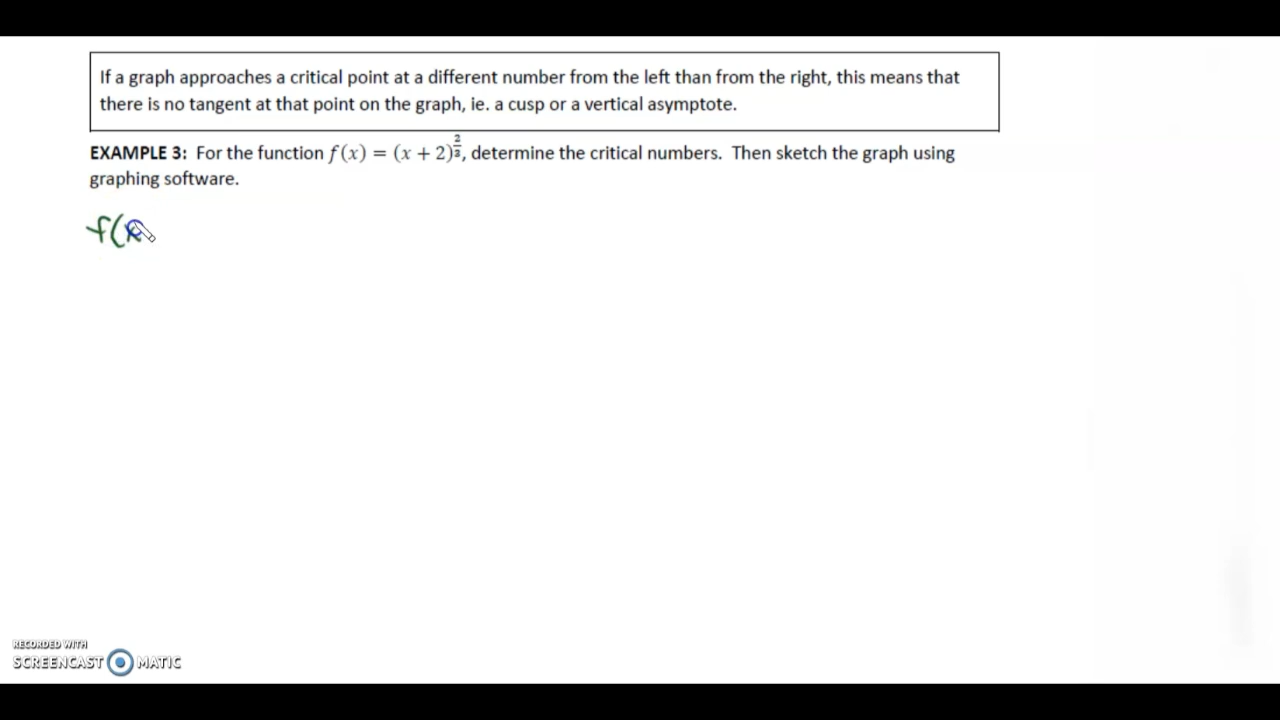 If a graph approaches a critical point at a different number from the left than from the right, this means that
there is no tangent at that point on the graph, ie. a cusp or a vertical asymptote.
EXAMPLE 3: For the function f(x) = (x + 2)^(2/3), determine the critical numbers. Then sketch the graph using
graphing software.
f(x
RECORDED WITH
SCREENCAST MATIC